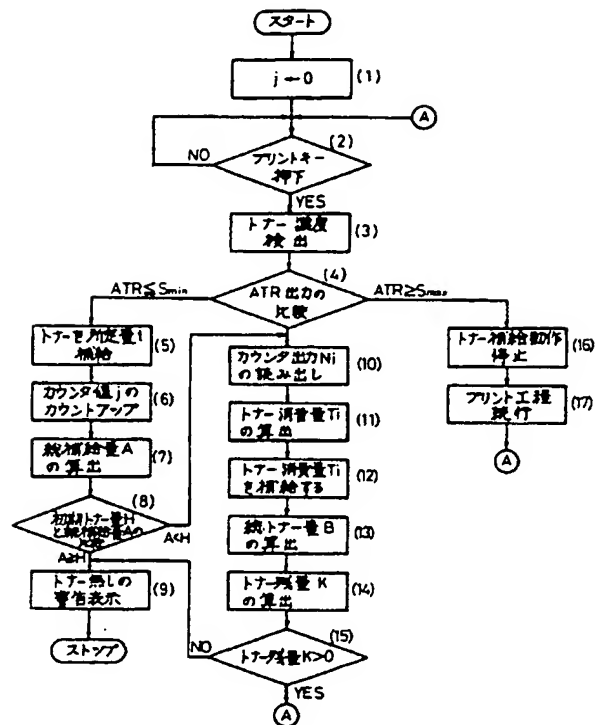 スタート
j←0
(1)
A
(2)
プリントキー
押下
NO
YES
トナー濃度
検出
(3)
(4)
ATR出力の
比較
ATR≦Smin
ATR≧Smax
トナーを所定量t
補給
(5)
カウンタ値jの
カウントアップ
(6)
総補給量Aの
の算出
(7)
(8)
初期トナー量H
と総補給量Aの
比較
A<H
A≧H
トナー無しの
警告表示
(9)
ストップ
カウンタ出力Ni
の読み出し
(10)
トナー消費量Ti
の算出
(11)
トナー消費量Ti
を補給する
(12)
総トナー量B
の算出
(13)
トナー残量K
の算出
(14)
(15)
トナー残量K>0
NO
YES
A
トナー補給動作
停止
(16)
プリント工程
続行
(17)
A